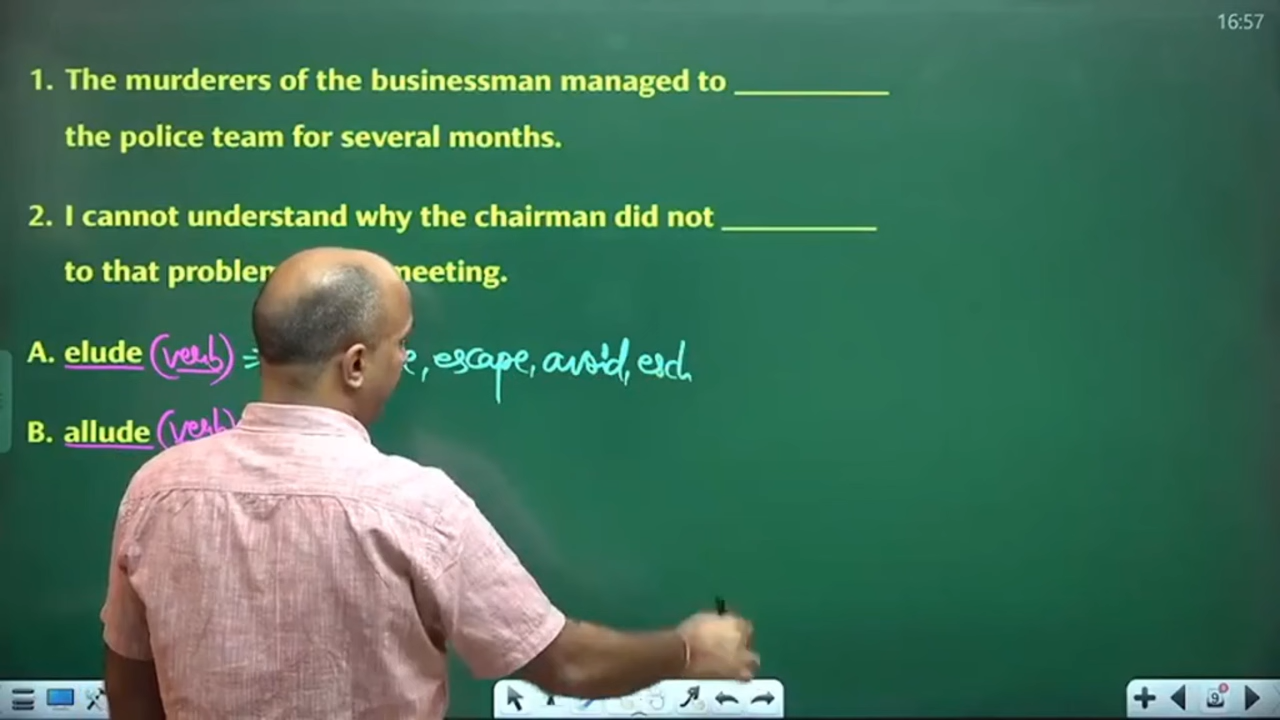 16:57
1. The murderers of the businessman managed to __________
the police team for several months.
2. I cannot understand why the chairman did not __________
to that meeting.
A. elude (verb) ⇒ , escape, avoid, esch
B. allude (verb)